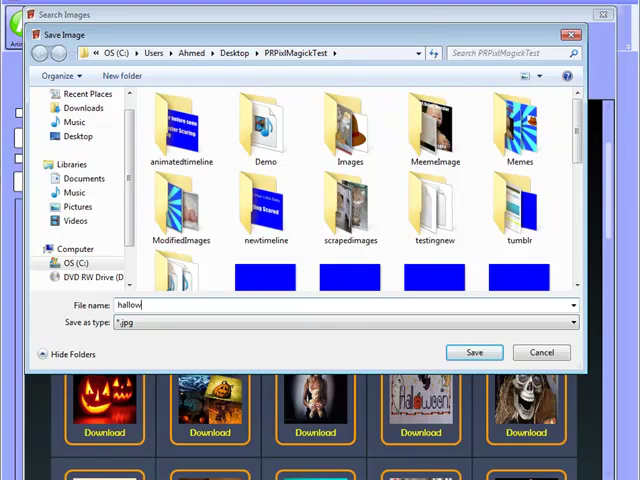 Search Images
Save Image
« OS (C:) Users Ahmed Desktop PRPixlMagickTest
Search PRPixlMagickTest
Organize New folder
Recent Places
Downloads
Music
Desktop
Libraries
Documents
Music
Pictures
Videos
Computer
OS (C:)
DVD RW Drive (D
animatedtimeline Demo Images MeemeImage Memes
ModifiedImages newtimeline scrapedimages testingnew tumblr
File name: hallow
Save as type: *.jpg
Hide Folders Save Cancel
Download Download Download Download Download